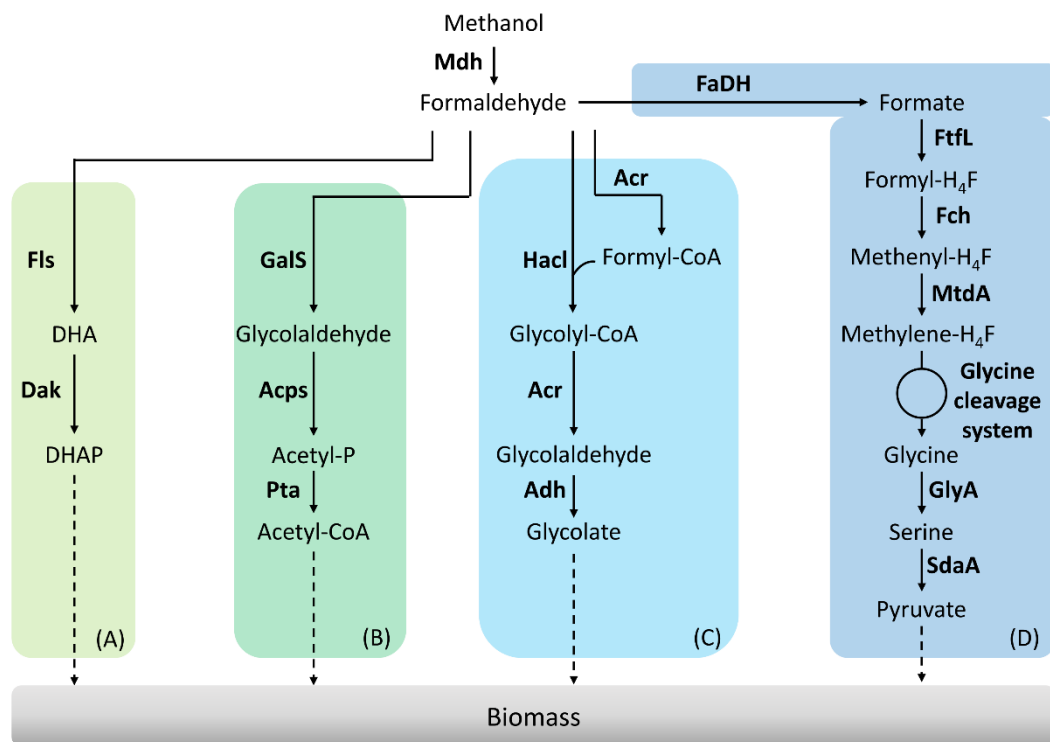 Methanol
Mdh
Formaldehyde
FaDH
Formate
Fls
DHA
Dak
DHAP
(A)
GalS
Glycolaldehyde
Acps
Acetyl-P
Pta
Acetyl-CoA
(B)
Acr
Hacl
Formyl-CoA
Glycolyl-CoA
Acr
Glycolaldehyde
Adh
Glycolate
(C)
FtfL
Formyl-H₄F
Fch
Methenyl-H₄F
MtdA
Methylene-H₄F
Glycine
cleavage
system
Glycine
GlyA
Serine
SdaA
Pyruvate
(D)
Biomass